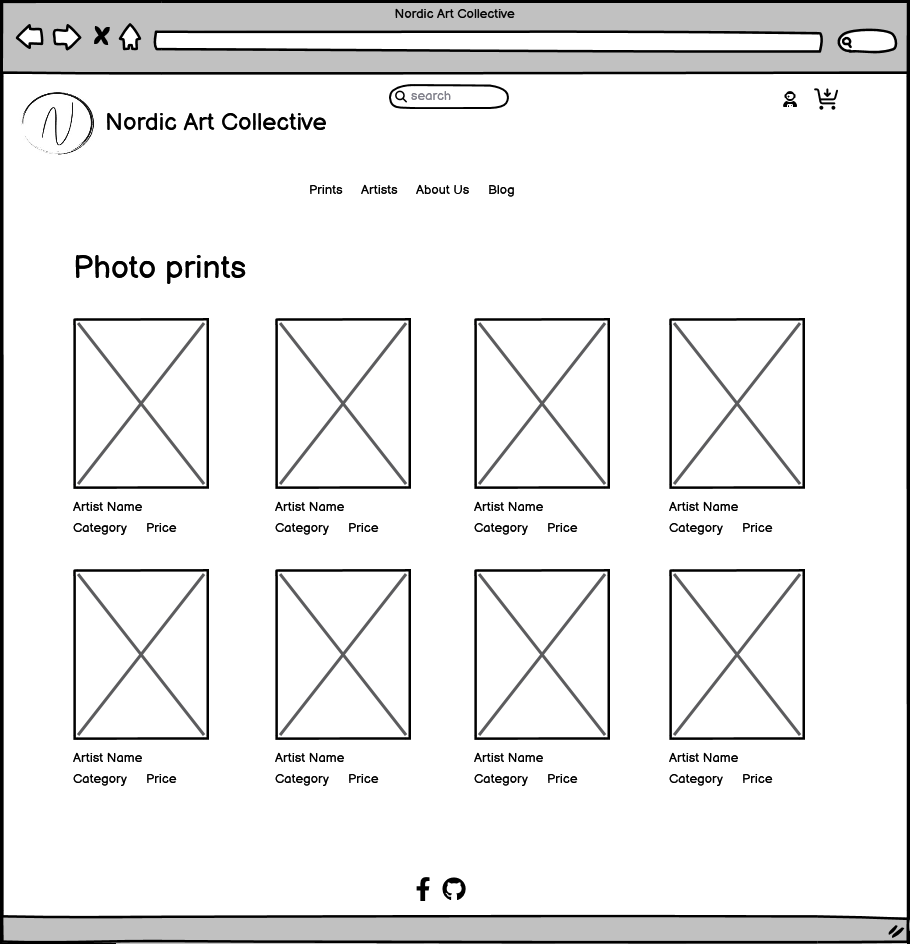 Nordic Art Collective
search
N
Nordic Art Collective
Prints Artists About Us Blog
Photo prints
Artist Name Artist Name Artist Name Artist Name
Category Price Category Price Category Price Category Price
Artist Name Artist Name Artist Name Artist Name
Category Price Category Price Category Price Category Price